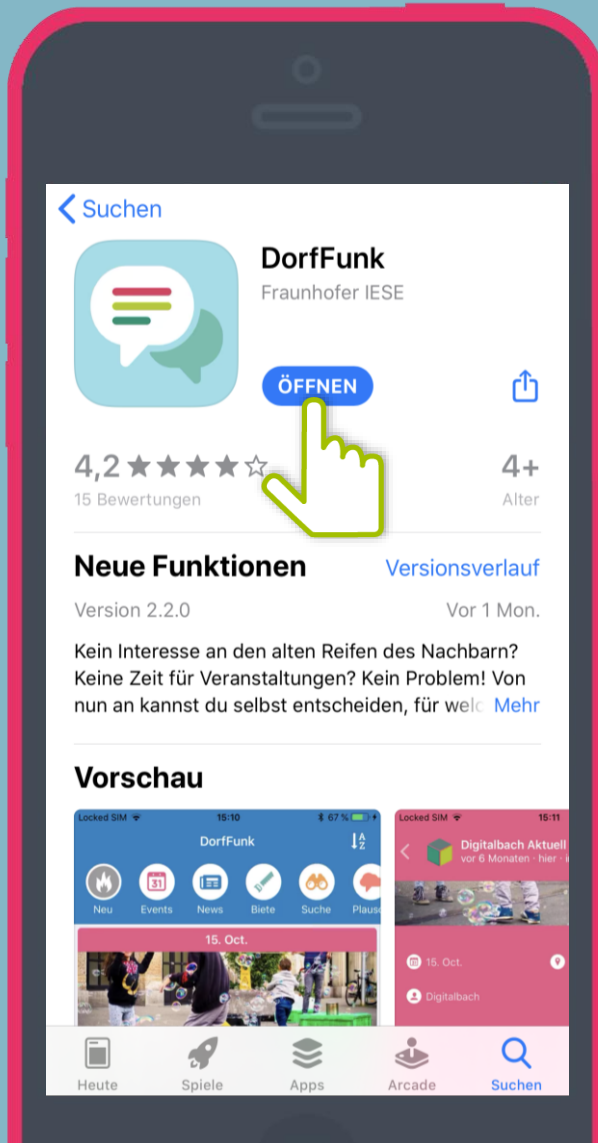 Suchen
DorfFunk
Fraunhofer IESE
ÖFFNEN
4,2
4+
15 Bewertungen
Alter
Neue Funktionen
Versionsverlauf
Version 2.2.0
Vor 1 Mon.
Kein Interesse an den alten Reifen des Nachbarn?
Keine Zeit für Veranstaltungen? Kein Problem! Von
nun an kannst du selbst entscheiden, für Mehr
Vorschau
Locked SIM 15:10 67 %
DorfFunk
Neu Events News Biete Suche
31
15. Oct.
Locked SIM 15:11
Digitalbach Aktuell
vor 6 Monaten · hier ·
15. Oct.
Digitalbach
Heute Spiele Apps Arcade Suchen